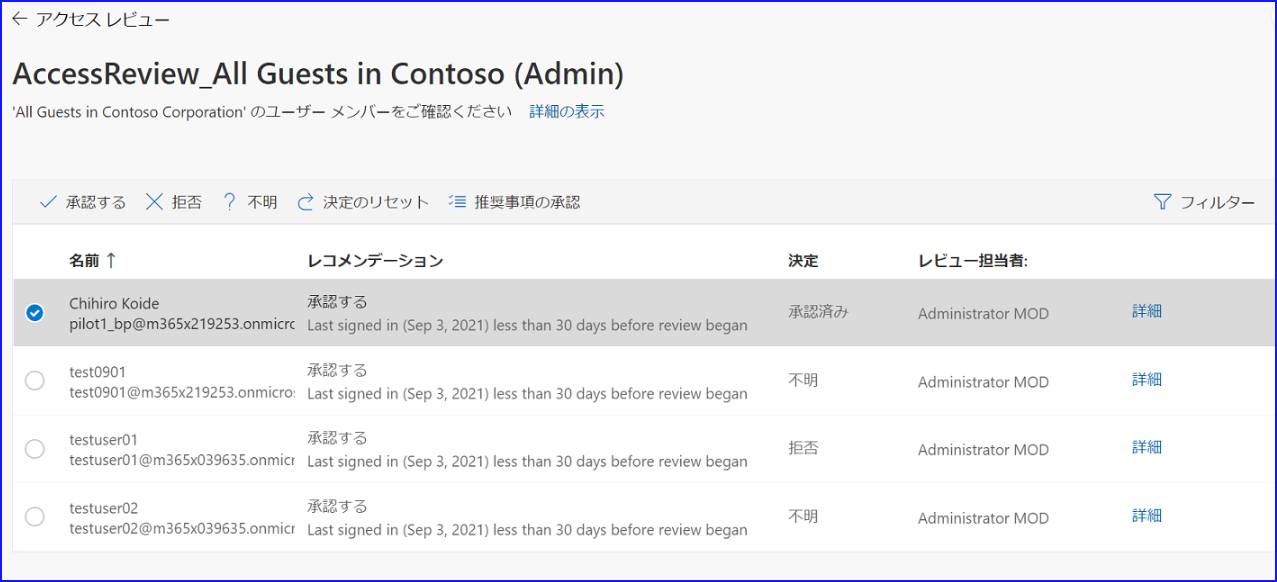 ← アクセス レビュー
AccessReview_All Guests in Contoso (Admin)
'All Guests in Contoso Corporation' のユーザー メンバーをご確認ください 詳細の表示
承認する 拒否 不明 決定のリセット 推奨事項の承認 フィルター
名前 ↑ レコメンデーション 決定 レビュー担当者:
Chihiro Koide 承認する
pilot1_bp@m365x219253.onmicrc Last signed in (Sep 3, 2021) less than 30 days before review began 承認済み Administrator MOD 詳細
test0901 承認する
test0901@m365x219253.onmicros Last signed in (Sep 3, 2021) less than 30 days before review began 不明 Administrator MOD 詳細
testuser01 承認する
testuser01@m365x039635.onmicr Last signed in (Sep 3, 2021) less than 30 days before review began 拒否 Administrator MOD 詳細
testuser02 承認する
testuser02@m365x039635.onmicr Last signed in (Sep 3, 2021) less than 30 days before review began 不明 Administrator MOD 詳細